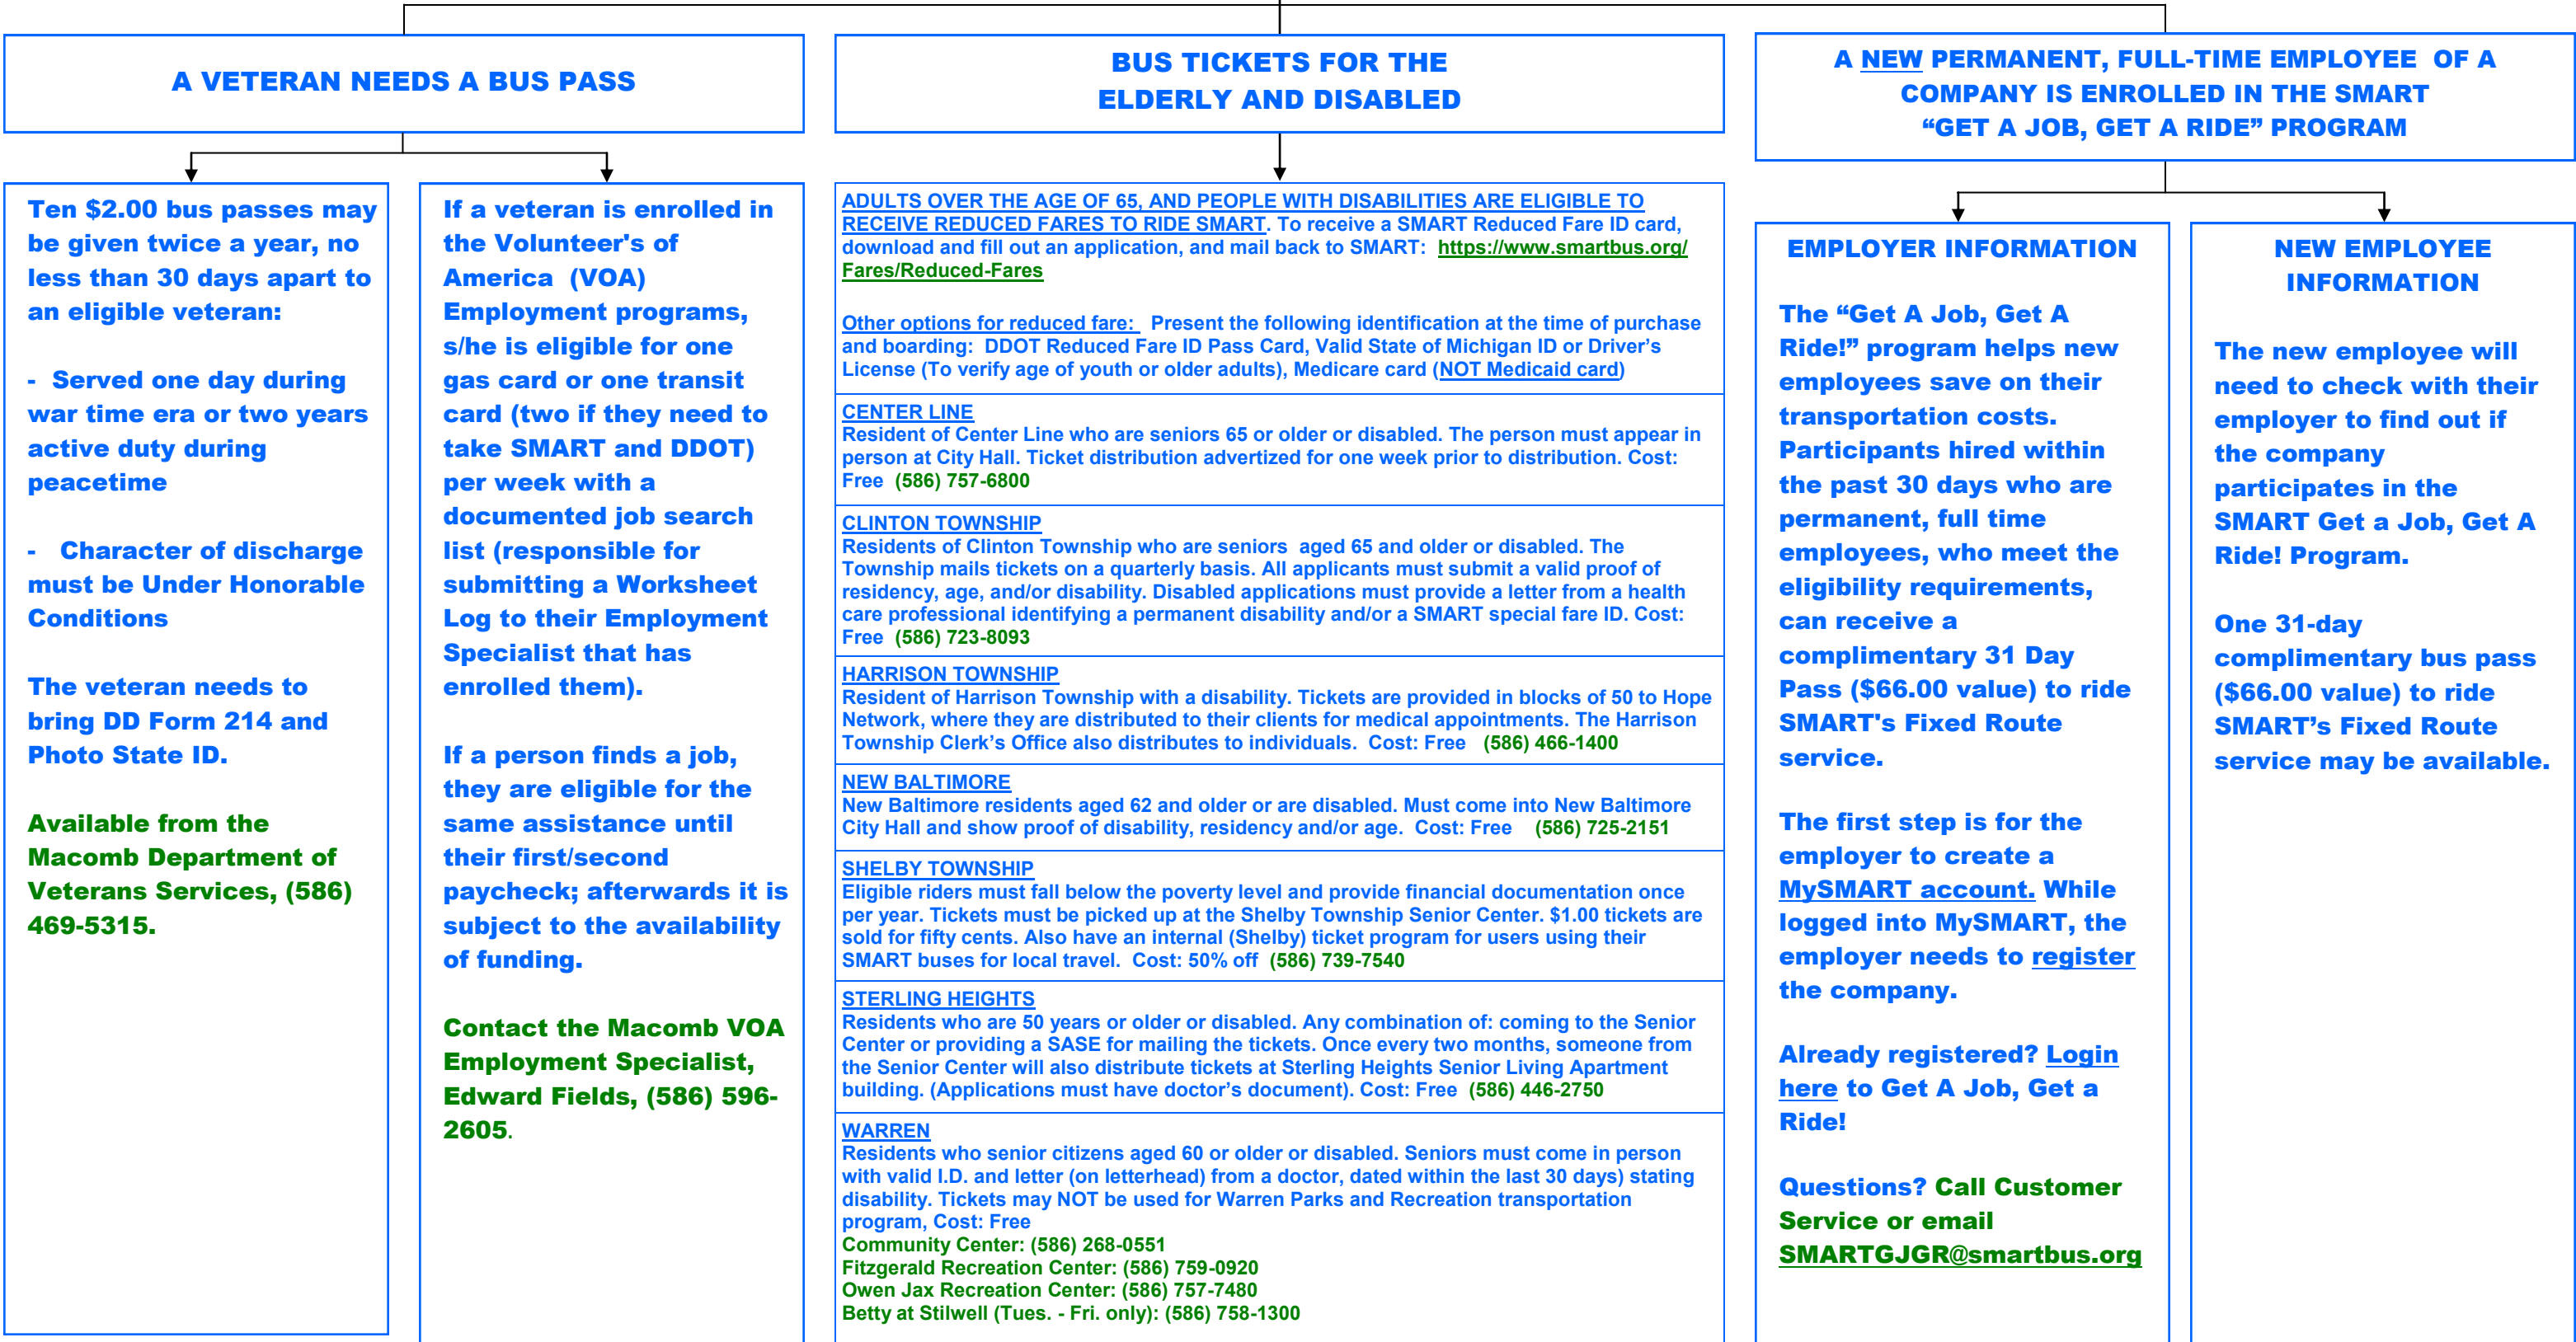 A VETERAN NEEDS A BUS PASS
Ten $2.00 bus passes may
be given twice a year, no
less than 30 days apart to
an eligible veteran:
- Served one day during
war time era or two years
active duty during
peacetime
- Character of discharge
must be Under Honorable
Conditions
The veteran needs to
bring DD Form 214 and
Photo State ID.
Available from the
Macomb Department of
Veterans Services, (586)
469-5315.
If a veteran is enrolled in
the Volunteer's of
America (VOA)
Employment programs,
s/he is eligible for one
gas card or one transit
card (two if they need to
take SMART and DDOT)
per week with a
documented job search
list (responsible for
submitting a Worksheet
Log to their Employment
Specialist that has
enrolled them).
If a person finds a job,
they are eligible for the
same assistance until
their first/second
paycheck; afterwards it is
subject to the availability
of funding.
Contact the Macomb VOA
Employment Specialist,
Edward Fields, (586) 596-
2605.
BUS TICKETS FOR THE
ELDERLY AND DISABLED
ADULTS OVER THE AGE OF 65, AND PEOPLE WITH DISABILITIES ARE ELIGIBLE TO
RECEIVE REDUCED FARES TO RIDE SMART. To receive a SMART Reduced Fare ID card,
download and fill out an application, and mail back to SMART: https://www.smartbus.org/
Fares/Reduced-Fares
Other options for reduced fare: Present the following identification at the time of purchase
and boarding: DDOT Reduced Fare ID Pass Card, Valid State of Michigan ID or Driver's
License (To verify age of youth or older adults), Medicare card (NOT Medicaid card)
CENTER LINE
Resident of Center Line who are seniors 65 or older or disabled. The person must appear in
person at City Hall. Ticket distribution advertized for one week prior to distribution. Cost:
Free (586) 757-6800
CLINTON TOWNSHIP
Residents of Clinton Township who are seniors aged 65 and older or disabled. The
Township mails tickets on a quarterly basis. All applicants must submit a valid proof of
residency, age, and/or disability. Disabled applications must provide a letter from a health
care professional identifying a permanent disability and/or a SMART special fare ID. Cost:
Free (586) 723-8093
HARRISON TOWNSHIP
Resident of Harrison Township with a disability. Tickets are provided in blocks of 50 to Hope
Network, where they are distributed to their clients for medical appointments. The Harrison
Township Clerk's Office also distributes to individuals. Cost: Free (586) 466-1400
NEW BALTIMORE
New Baltimore residents aged 62 and older or are disabled. Must come into New Baltimore
City Hall and show proof of disability, residency and/or age. Cost: Free (586) 725-2151
SHELBY TOWNSHIP
Eligible riders must fall below the poverty level and provide financial documentation once
per year. Tickets must be picked up at the Shelby Township Senior Center. $1.00 tickets are
sold for fifty cents. Also have an internal (Shelby) ticket program for users using their
SMART buses for local travel. Cost: 50% off (586) 739-7540
STERLING HEIGHTS
Residents who are 50 years or older or disabled. Any combination of: coming to the Senior
Center or providing a SASE for mailing the tickets. Once every two months, someone from
the Senior Center will also distribute tickets at Sterling Heights Senior Living Apartment
building. (Applications must have doctor's document). Cost: Free (586) 446-2750
WARREN
Residents who senior citizens aged 60 or older or disabled. Seniors must come in person
with valid I.D. and letter (on letterhead) from a doctor, dated within the last 30 days) stating
disability. Tickets may NOT be used for Warren Parks and Recreation transportation
program, Cost: Free
Community Center: (586) 268-0551
Fitzgerald Recreation Center: (586) 759-0920
Owen Jax Recreation Center: (586) 757-7480
Betty at Stilwell (Tues. - Fri. only): (586) 758-1300
A NEW PERMANENT, FULL-TIME EMPLOYEE OF A
COMPANY IS ENROLLED IN THE SMART
“GET A JOB, GET A RIDE” PROGRAM
EMPLOYER INFORMATION
The “Get A Job, Get A
Ride!” program helps new
employees save on their
transportation costs.
Participants hired within
the past 30 days who are
permanent, full time
employees, who meet the
eligibility requirements,
can receive a
complimentary 31 Day
Pass ($66.00 value) to ride
SMART's Fixed Route
service.
The first step is for the
employer to create a
MySMART account. While
logged into MySMART, the
employer needs to register
the company.
Already registered? Login
here to Get A Job, Get a
Ride!
Questions? Call Customer
Service or email
SMARTGJGR@smartbus.org
NEW EMPLOYEE
INFORMATION
The new employee will
need to check with their
employer to find out if
the company
participates in the
SMART Get a Job, Get A
Ride! Program.
One 31-day
complimentary bus pass
($66.00 value) to ride
SMART’s Fixed Route
service may be available.